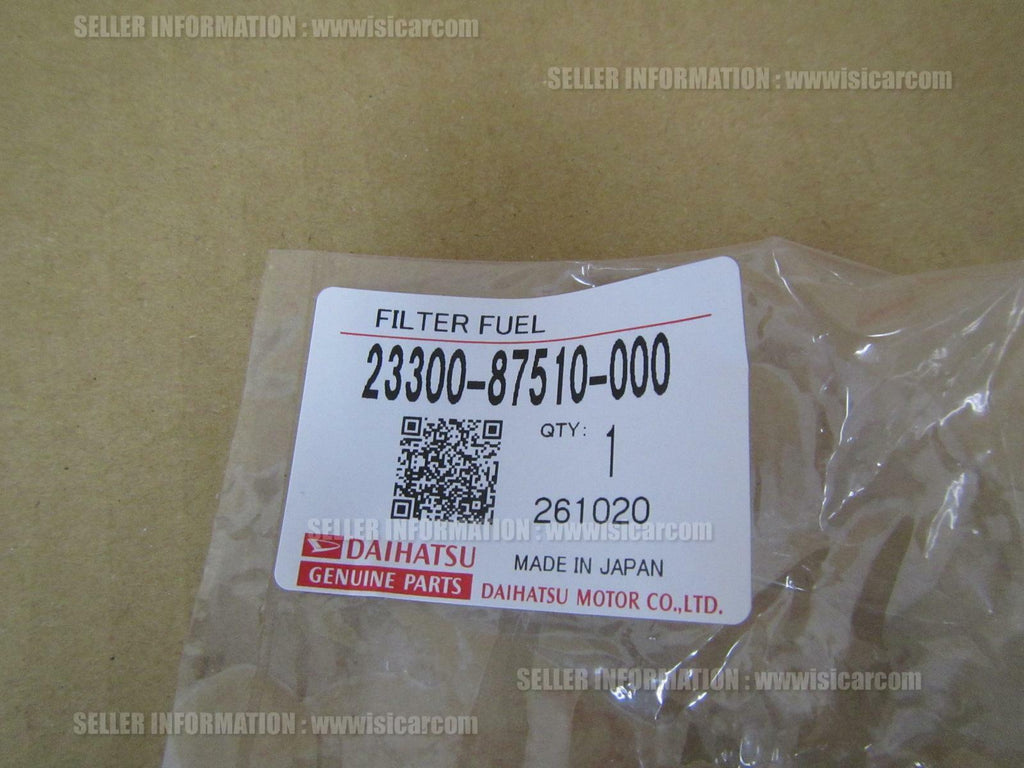 SELLER INFORMATION : wwwisicarcom
SELLER INFORMATION : wwwisicarcom
FILTER FUEL
23300-87510-000
QTY: 1
261020
SELLER INFORMATION : wwwisicarcom
DAIHATSU
GENUINE PARTS
MADE IN JAPAN
DAIHATSU MOTOR CO.,LTD.
SELLER INFORMATION : wwwisicarcom
SELLER INFORMATION : wwwisicarcom